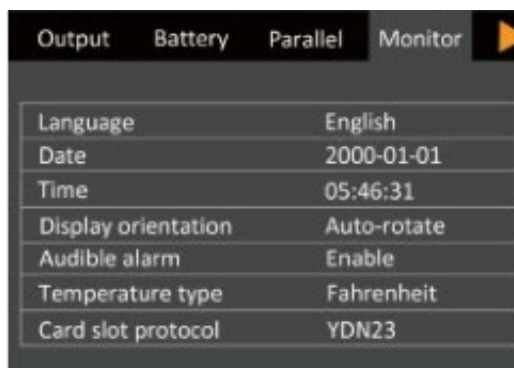 Output Battery Parallel Monitor
Language English
Date 2000-01-01
Time 05:46:31
Display orientation Auto-rotate
Audible alarm Enable
Temperature type Fahrenheit
Card slot protocol YDN23